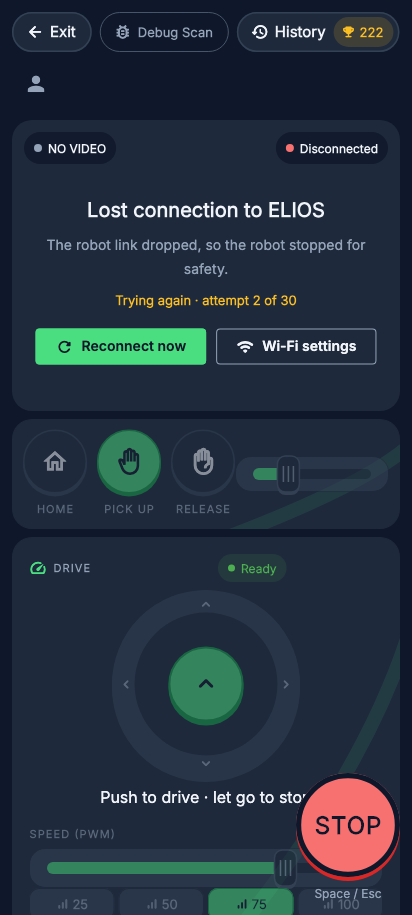 Exit
Debug Scan
History
222
NO VIDEO
Disconnected
Lost connection to ELIOS
The robot link dropped, so the robot stopped for
safety.
Trying again · attempt 2 of 30
Reconnect now
Wi-Fi settings
HOME
PICK UP
RELEASE
DRIVE
Ready
Push to drive · let go to stop
STOP
SPEED (PWM)
Space / Esc
25
50
75
100